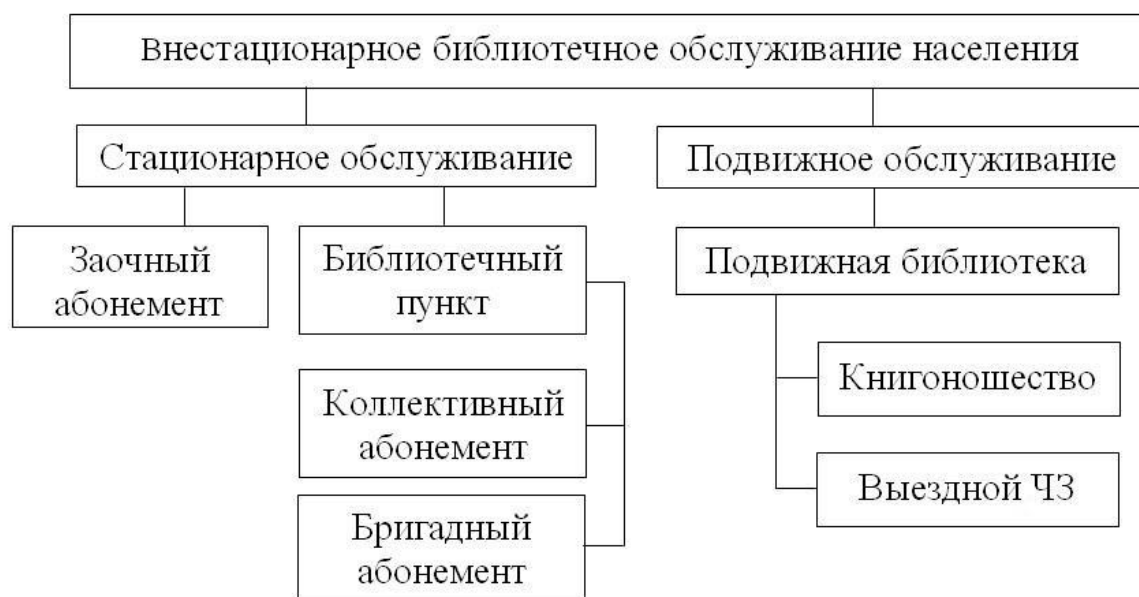 Внестационарное библиотечное обслуживание населения
Стационарное обслуживание
Подвижное обслуживание
Заочный
абонемент
Библиотечный
пункт
Подвижная библиотека
Коллективный
абонемент
Книгоношество
Бригадный
абонемент
Выездной ЧЗ